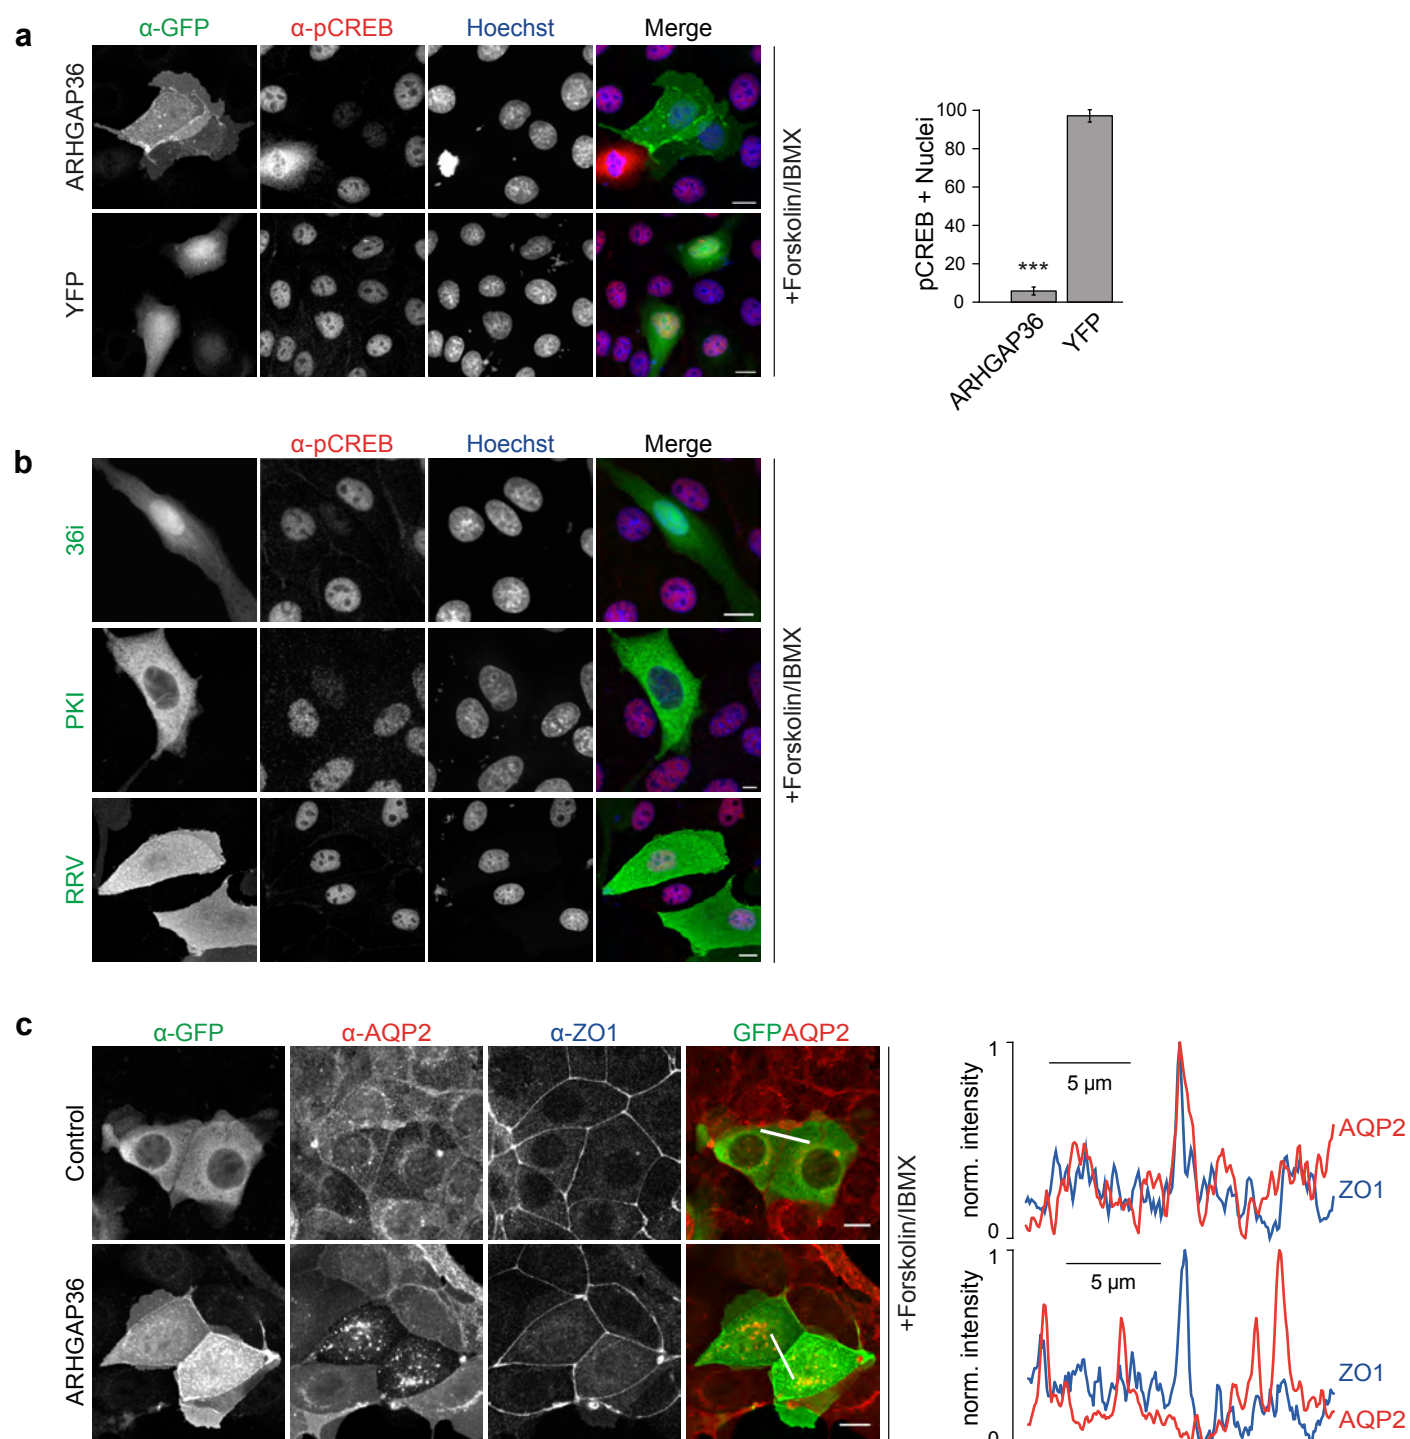 a
α-GFP α-pCREB Hoechst Merge
ARHGAP36
YFP
+Forskolin/IBMX
pCREB + Nuclei
100
80
60
40
20
0
***
ARHGAP36
YFP
b
α-pCREB Hoechst Merge
36i
PKI
RRV
+Forskolin/IBMX
c
α-GFP α-AQP2 α-ZO1 GFPAQP2
Control
ARHGAP36
+Forskolin/IBMX
norm. intensity
1
0
5 µm
AQP2
ZO1
norm. intensity
1
0
5 µm
ZO1
AQP2